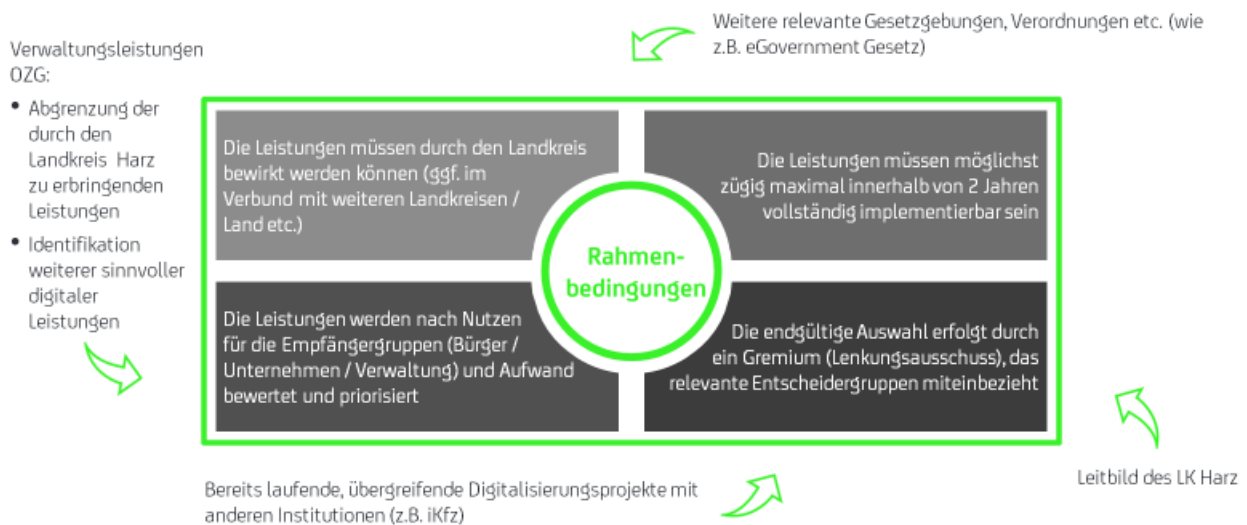 Weitere relevante Gesetzgebungen, Verordnungen etc. (wie
z.B. eGovernment Gesetz)
Verwaltungsleistungen
OZG:
• Abgrenzung der
durch den
Landkreis Harz
zu erbringenden
Leistungen
• Identifikation
weiterer sinnvoller
digitaler
Leistungen
Die Leistungen müssen durch den Landkreis
bewirkt werden können (ggf. im
Verbund mit weiteren Landkreisen /
Land etc.)
Die Leistungen müssen möglichst
zügig maximal innerhalb von 2 Jahren
vollständig implementierbar sein
Rahmen-
bedingungen
Die Leistungen werden nach Nutzen
für die Empfängergruppen (Bürger /
Unternehmen / Verwaltung) und Aufwand
bewertet und priorisiert
Die endgültige Auswahl erfolgt durch
ein Gremium (Lenkungsausschuss), das
relevante Entscheidergruppen miteinbezieht
Leitbild des LK Harz
Bereits laufende, übergreifende Digitalisierungsprojekte mit
anderen Institutionen (z.B. iKfz)